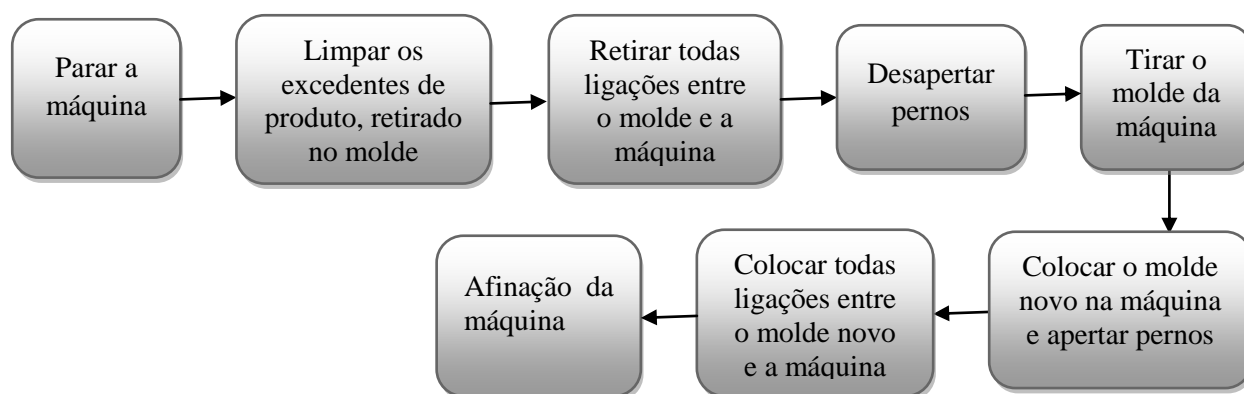 Parar a
máquina
Limpar os
excedentes de
produto, retirado
no molde
Retirar todas
ligações entre
o molde e a
máquina
Desapertar
pernos
Tirar o
molde da
máquina
Colocar o molde
novo na máquina
e apertar pernos
Colocar todas
ligações entre
o molde novo
e a máquina
Afinação da
máquina